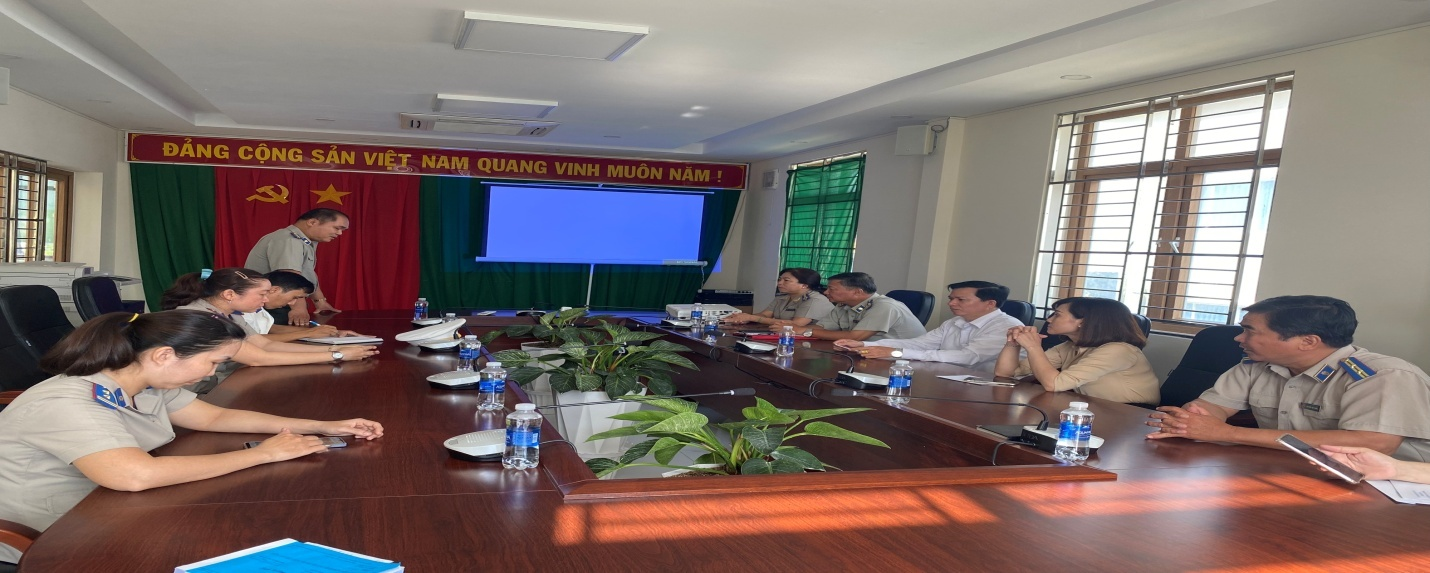 ĐẢNG CỘNG SẢN VIỆT NAM QUANG VINH MUÔN NĂM !